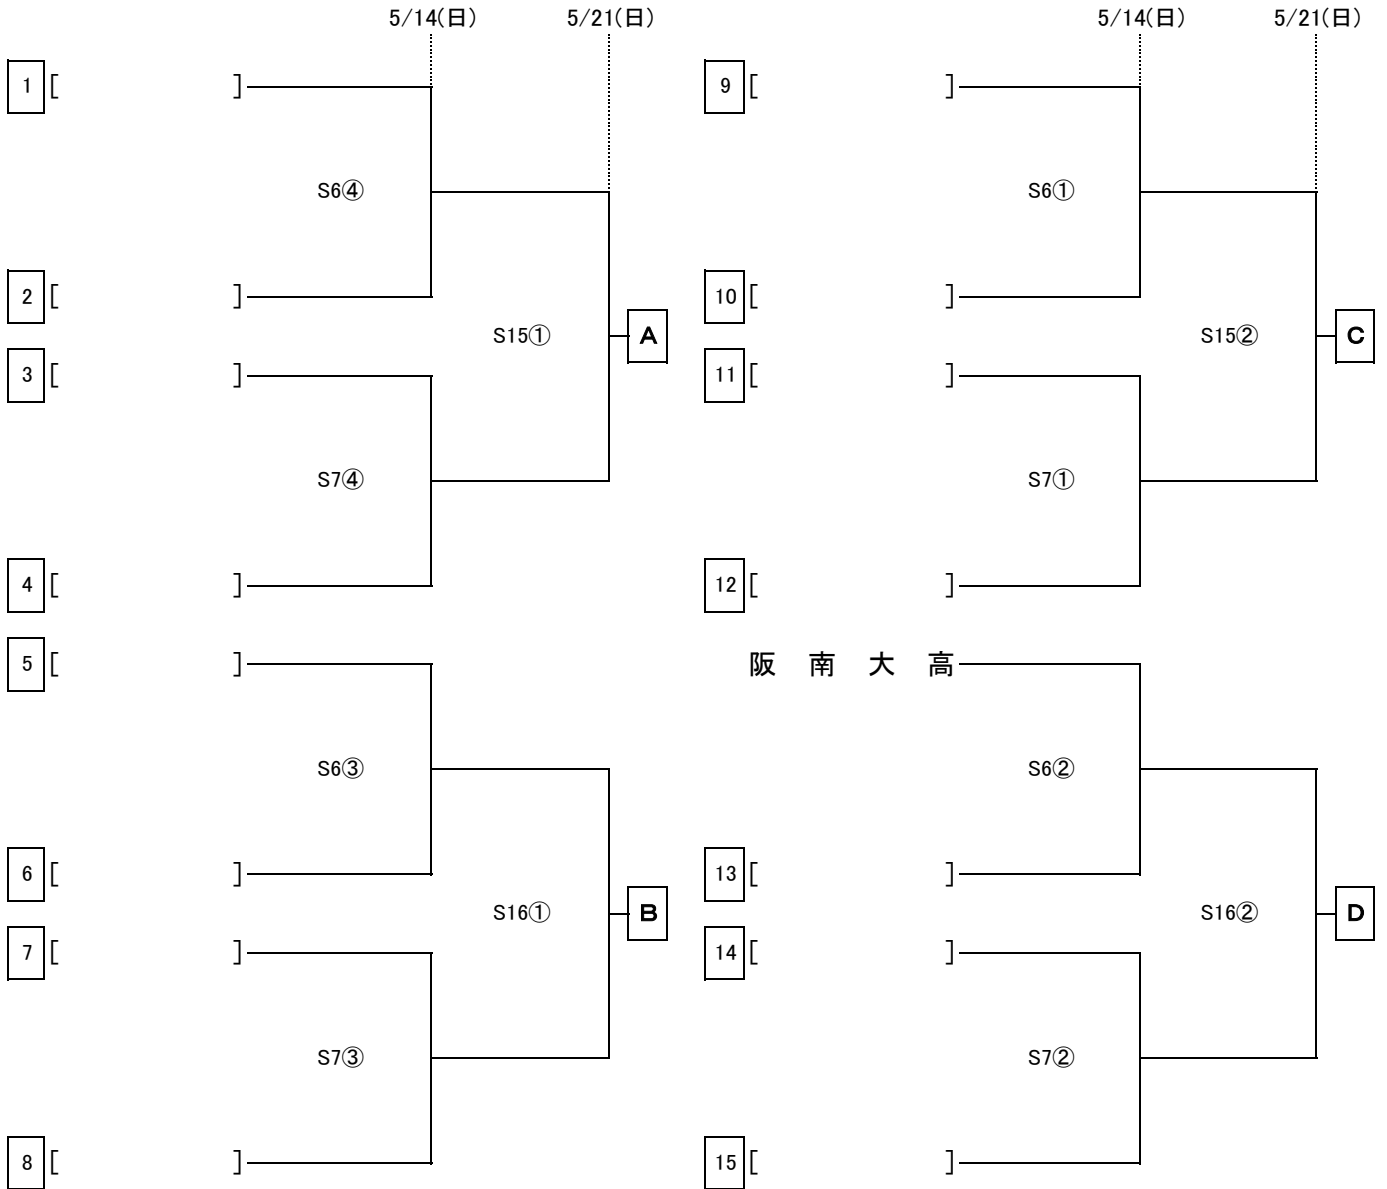 5/14(日) 5/21(日) 5/14(日) 5/21(日)
1 [ ] 9 [ ]
S6④ S6①
2 [ ] 10 [ ]
S15① A S15② C
3 [ ] 11 [ ]
S7④ S7①
4 [ ] 12 [ ]
5 [ ] 阪 南 大 高
S6③ S6②
6 [ ] 13 [ ]
S16① B S16② D
7 [ ] 14 [ ]
S7③ S7②
8 [ ] 15 [ ]